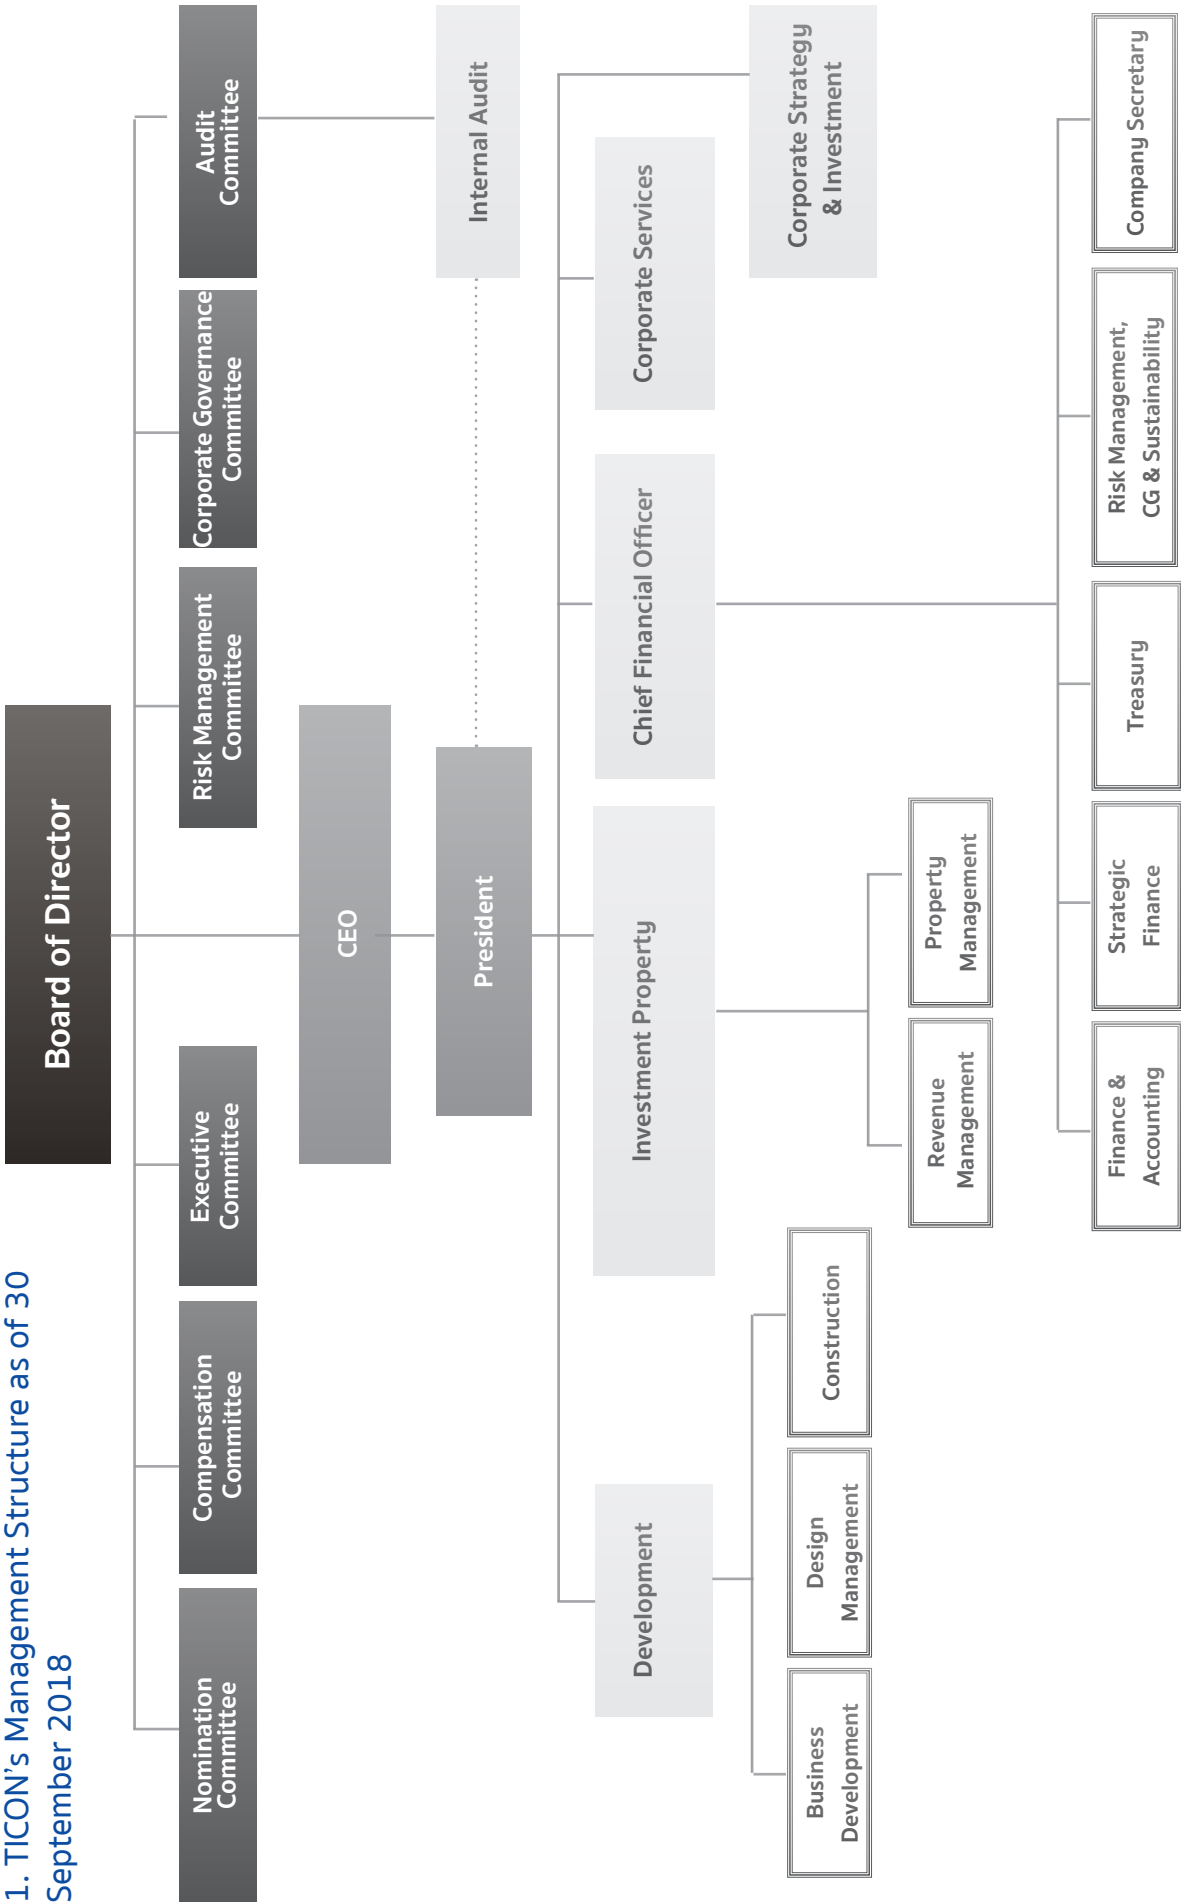 1. TICON's Management Structure as of 30
September 2018
Board of Director
Nomination
Committee
Compensation
Committee
Executive
Committee
Risk Management
Committee
Corporate Governance
Committee
Audit
Committee
CEO
President
Internal Audit
Development
Investment Property
Chief Financial Officer
Corporate Services
Corporate Strategy
& Investment
Business
Development
Design
Management
Construction
Revenue
Management
Property
Management
Finance &
Accounting
Strategic
Finance
Treasury
Risk Management,
CG & Sustainability
Company Secretary